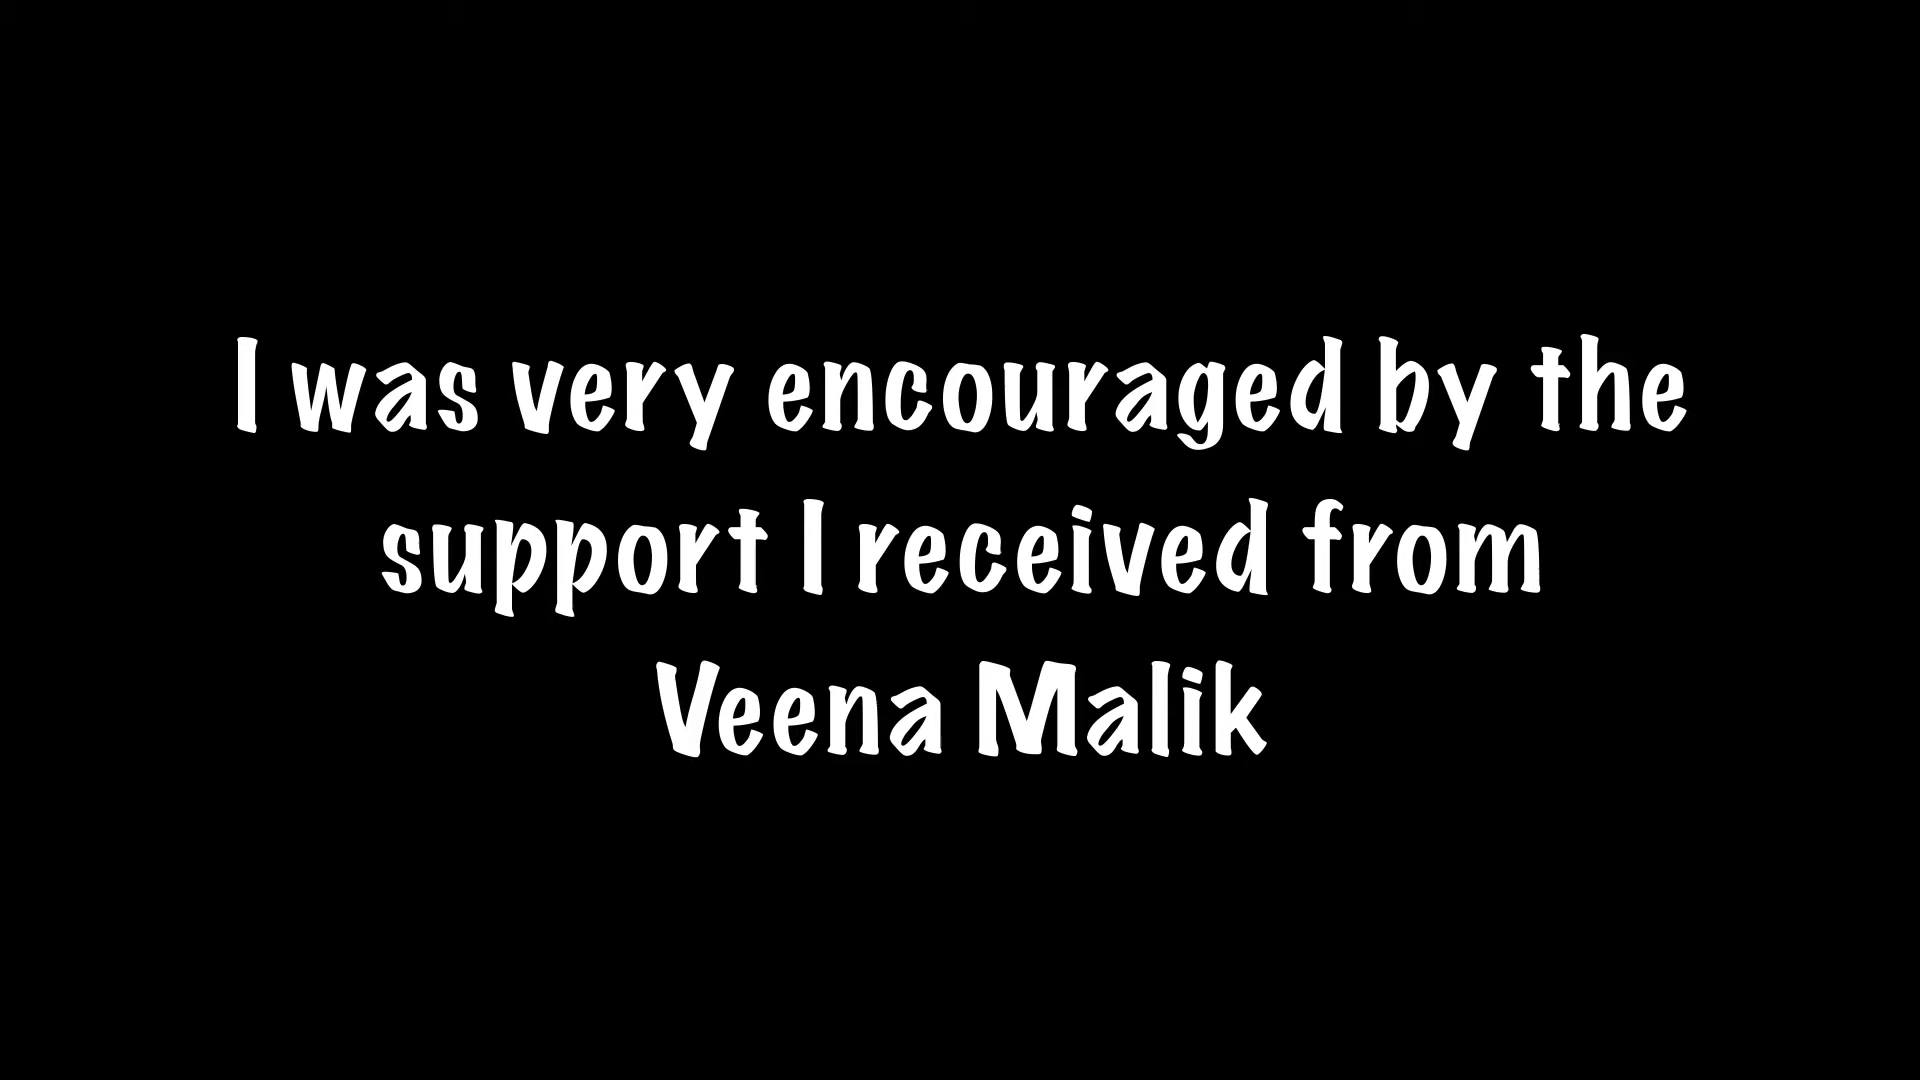 I was very encouraged by the
support I received from
Veena Malik